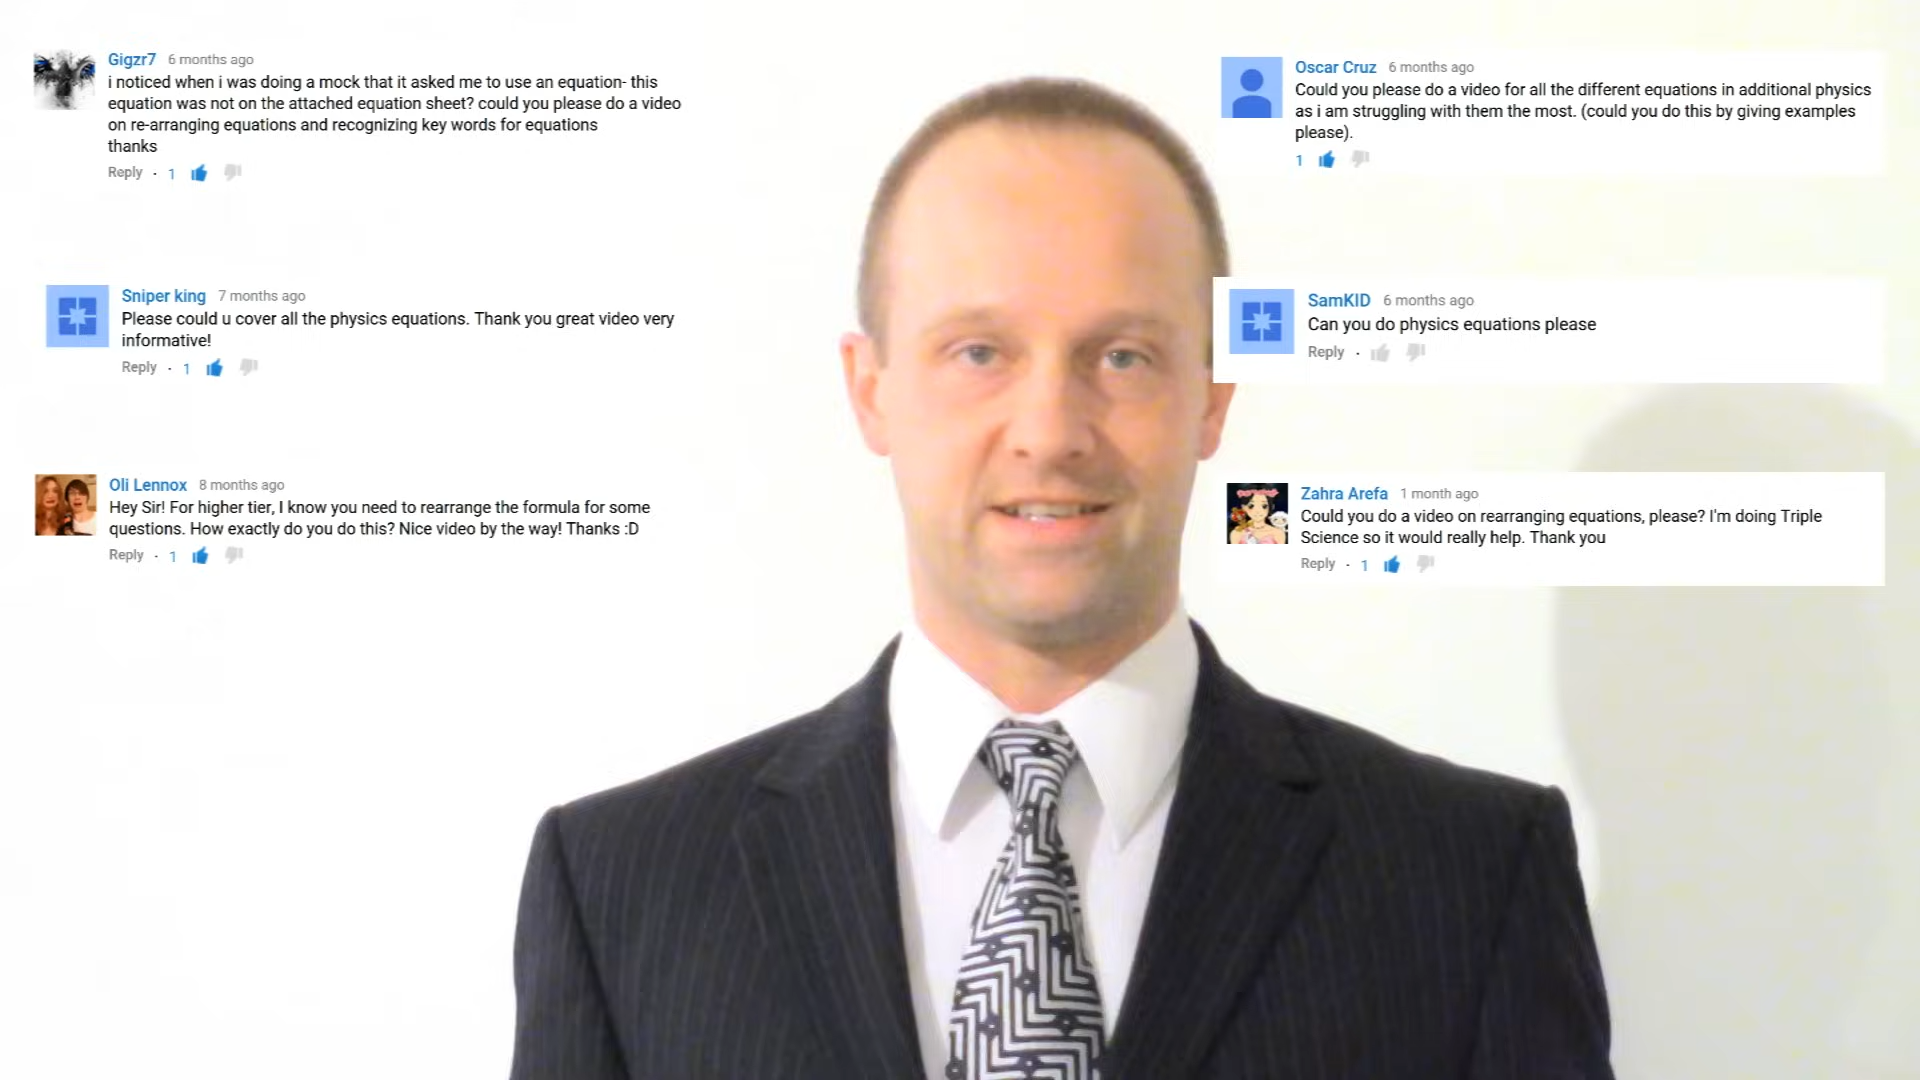 Gigzr7 6 months ago
i noticed when i was doing a mock that it asked me to use an equation- this
equation was not on the attached equation sheet? could you please do a video
on re-arranging equations and recognizing key words for equations
thanks
Reply · 1
Sniper king 7 months ago
Please could u cover all the physics equations. Thank you great video very
informative!
Reply · 1
Oli Lennox 8 months ago
Hey Sir! For higher tier, I know you need to rearrange the formula for some
questions. How exactly do you do this? Nice video by the way! Thanks :D
Reply · 1
Oscar Cruz 6 months ago
Could you please do a video for all the different equations in additional physics
as i am struggling with them the most. (could you do this by giving examples
please).
1
SamKID 6 months ago
Can you do physics equations please
Reply ·
Zahra Arefa 1 month ago
Could you do a video on rearranging equations, please? I'm doing Triple
Science so it would really help. Thank you
Reply · 1